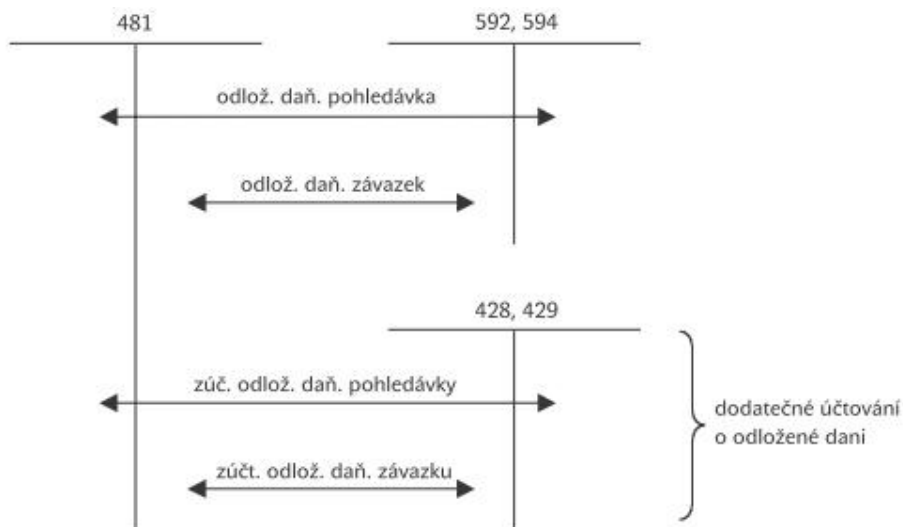 481
592, 594
odlož. daň. pohledávka
odlož. daň. závazek
428, 429
zúč. odlož. daň. pohledávky
dodatečné účtování
o odložené dani
zúčt. odlož. daň. závazku